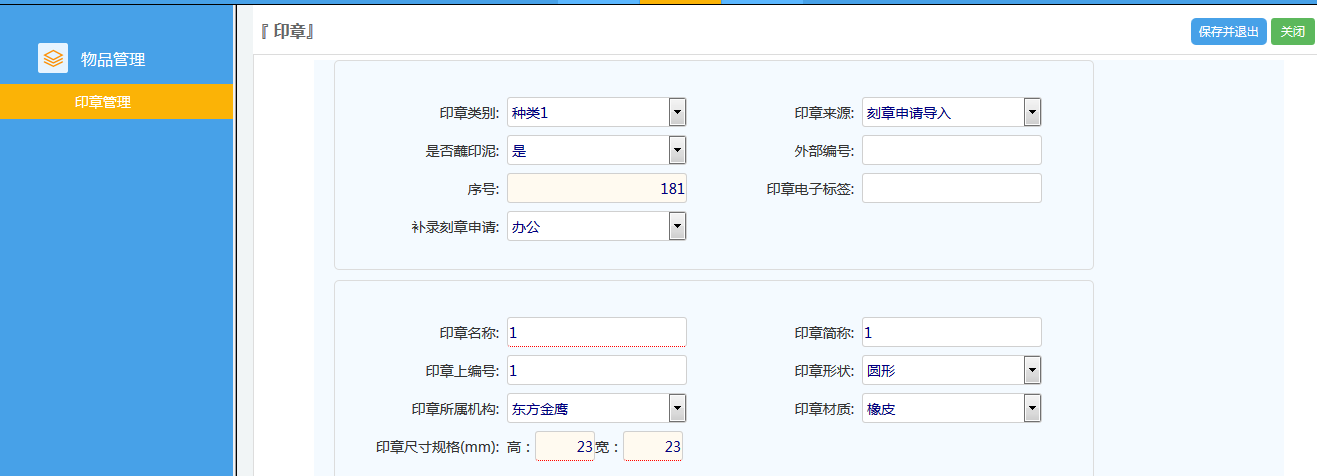 『 印章』
保存并退出
关闭
物品管理
印章管理
印章类别: 种类1
印章来源: 刻章申请导入
是否蘸印泥: 是
外部编号:
序号: 181
印章电子标签:
补录刻章申请: 办公
印章名称: 1
印章简称: 1
印章上编号: 1
印章形状: 圆形
印章所属机构: 东方金鹰
印章材质: 橡皮
印章尺寸规格(mm): 高： 23 宽： 23